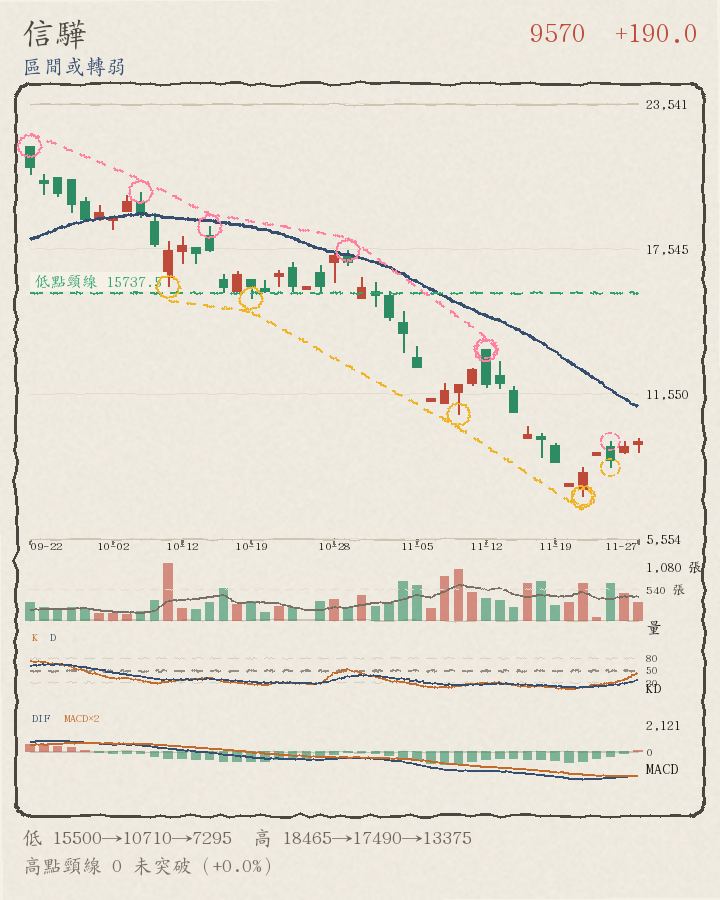 信驊
9570 +190.0
區間或轉弱
23,541
17,545
低點頸線 15737.5
11,550
5,554
09-22 10-02 10-12 10-19 10-28 11-05 11-12 11-19 11-27
1,080 張
540 張
量
K D
80
50
20
KD
DIF MACD×2
2,121
0
MACD
低 15500→10710→7295 高 18465→17490→13375
高點頸線 0 未突破 (+0.0%)